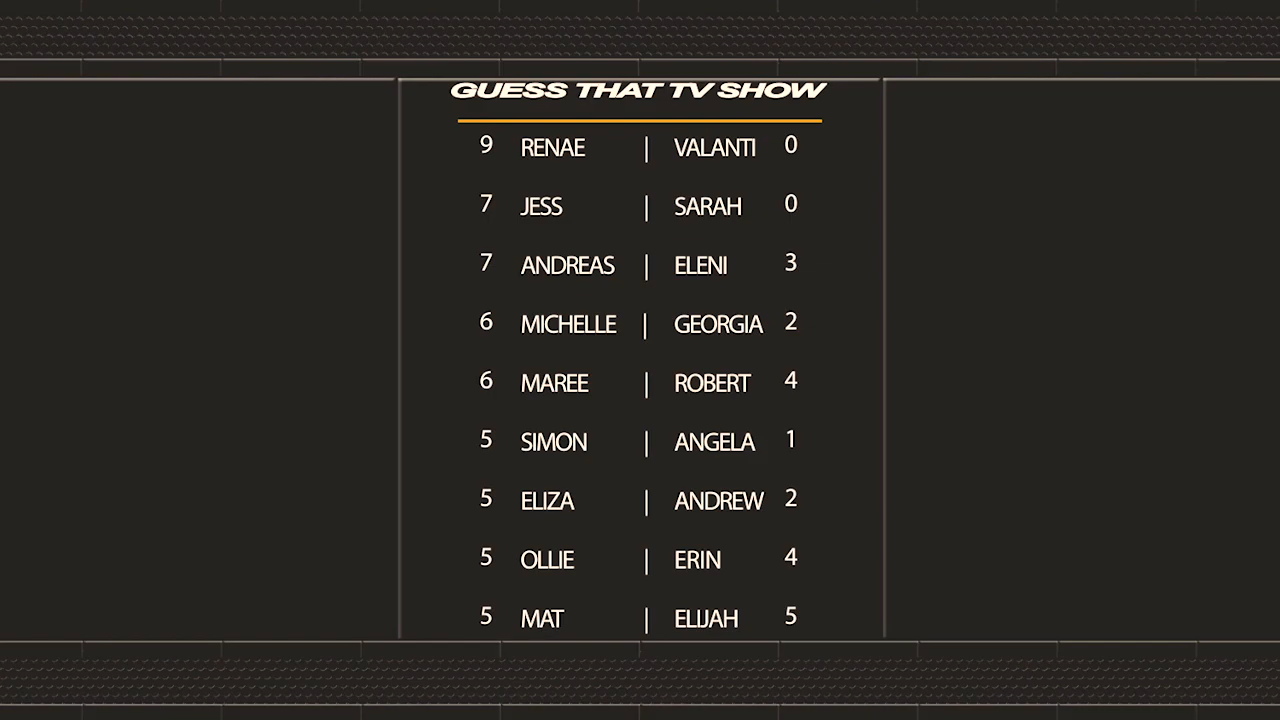 GUESS THAT TV SHOW
9 RENAE | VALANTI 0
7 JESS | SARAH 0
7 ANDREAS | ELENI 3
6 MICHELLE | GEORGIA 2
6 MAREE | ROBERT 4
5 SIMON | ANGELA 1
5 ELIZA | ANDREW 2
5 OLLIE | ERIN 4
5 MAT | ELIJAH 5